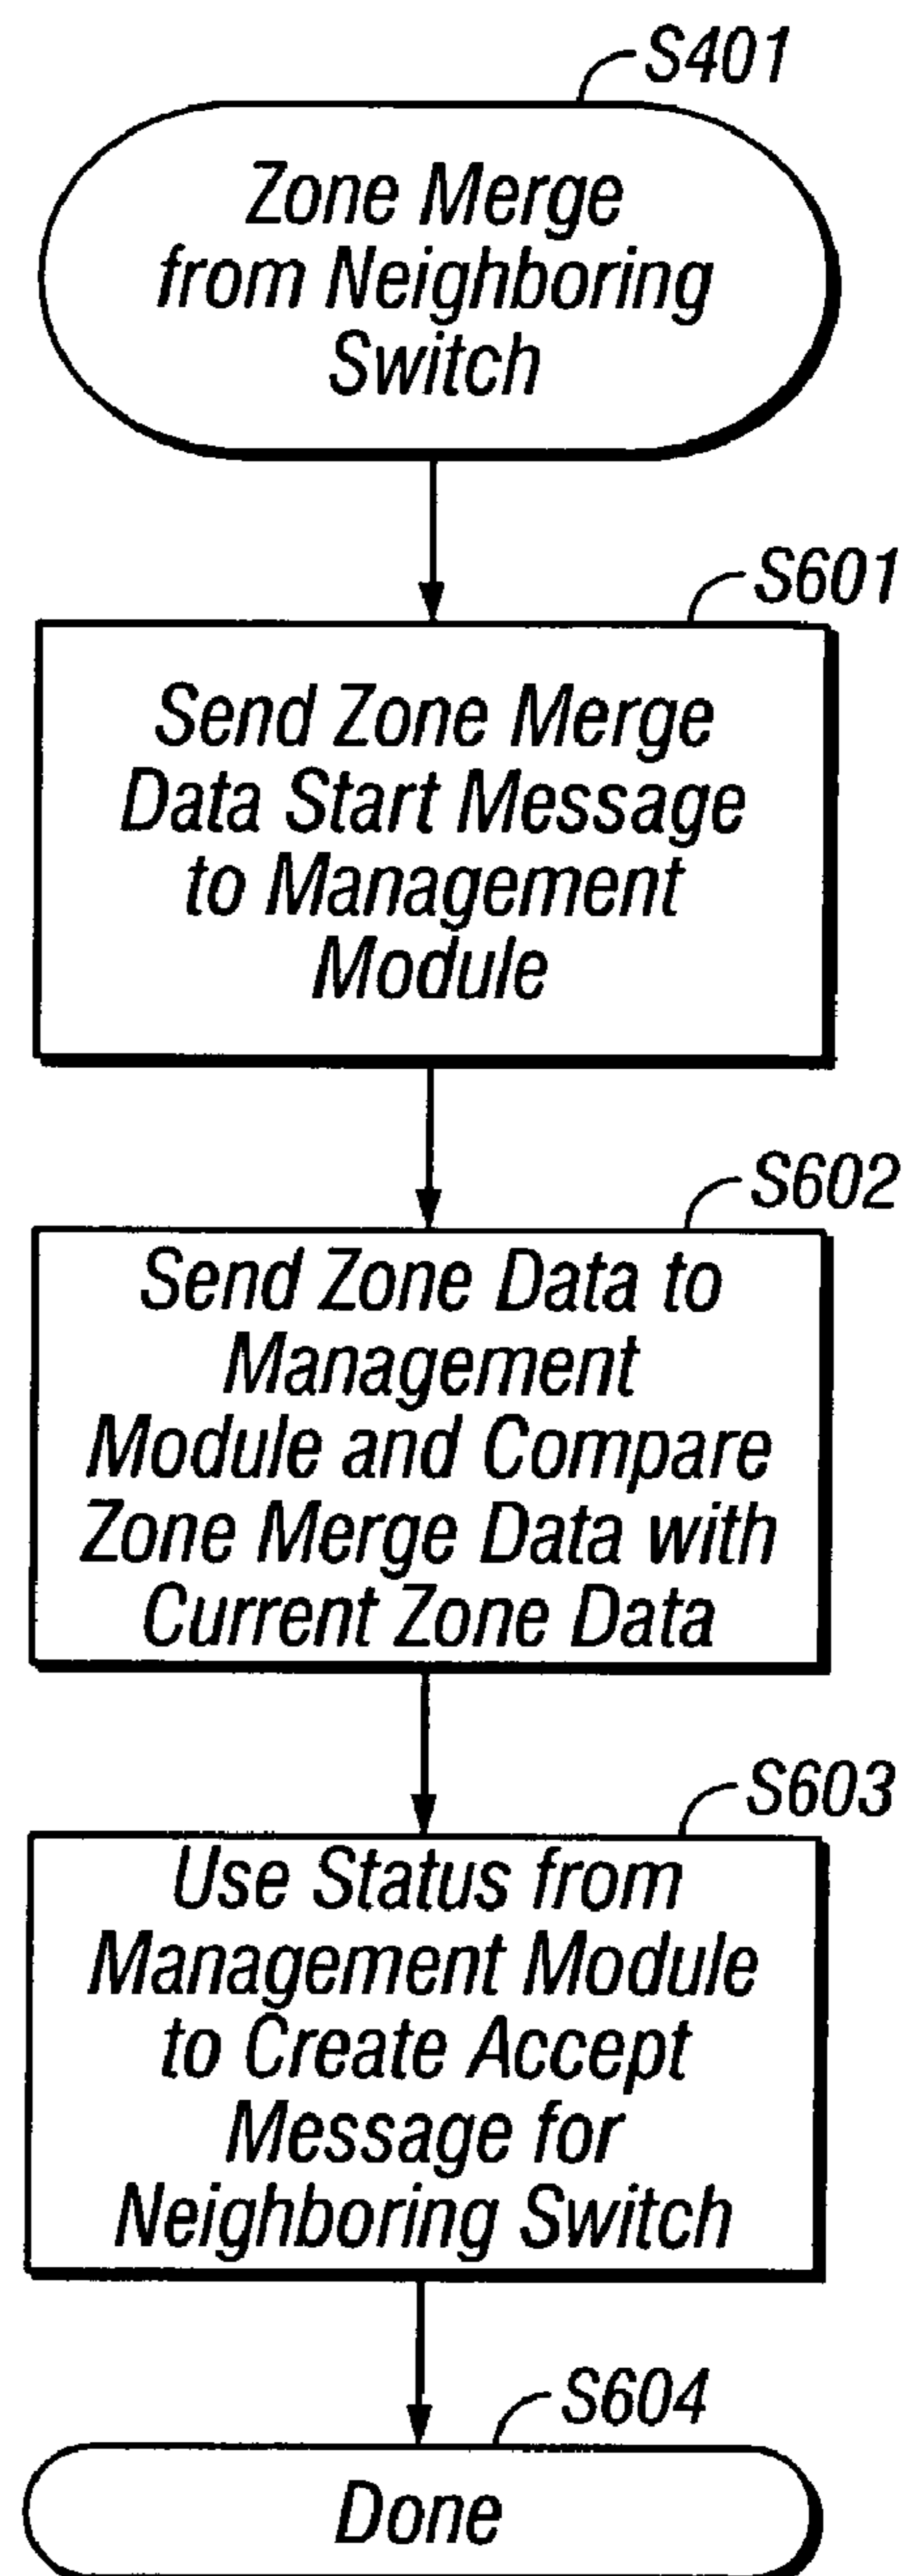 S401
Zone Merge
from Neighboring
Switch
S601
Send Zone Merge
Data Start Message
to Management
Module
S602
Send Zone Data to
Management
Module and Compare
Zone Merge Data with
Current Zone Data
S603
Use Status from
Management Module
to Create Accept
Message for
Neighboring Switch
S604
Done